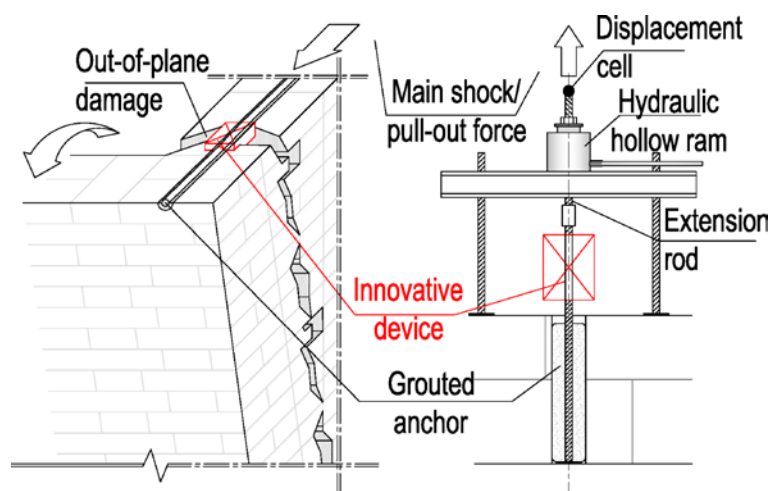 Out-of-plane
damage
Main shock/
pull-out force
Displacement
cell
Hydraulic
hollow ram
Extension
rod
Innovative
device
Grouted
anchor